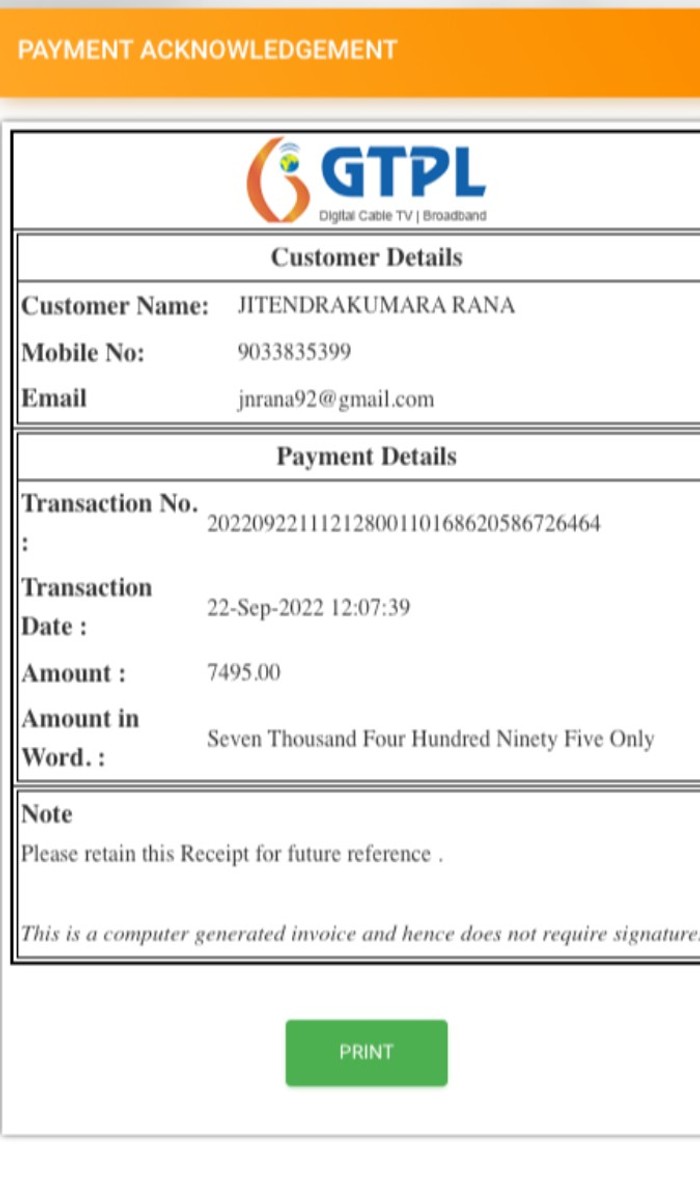 PAYMENT ACKNOWLEDGEMENT
GTPL
Digital Cable TV | Broadband
Customer Details
Customer Name: JITENDRAKUMARA RANA
Mobile No: 9033835399
Email jnrana92@gmail.com
Payment Details
Transaction No.
: 20220922111212800110168620586726464
Transaction
Date : 22-Sep-2022 12:07:39
Amount : 7495.00
Amount in
Word. : Seven Thousand Four Hundred Ninety Five Only
Note
Please retain this Receipt for future reference .
This is a computer generated invoice and hence does not require signature.
PRINT